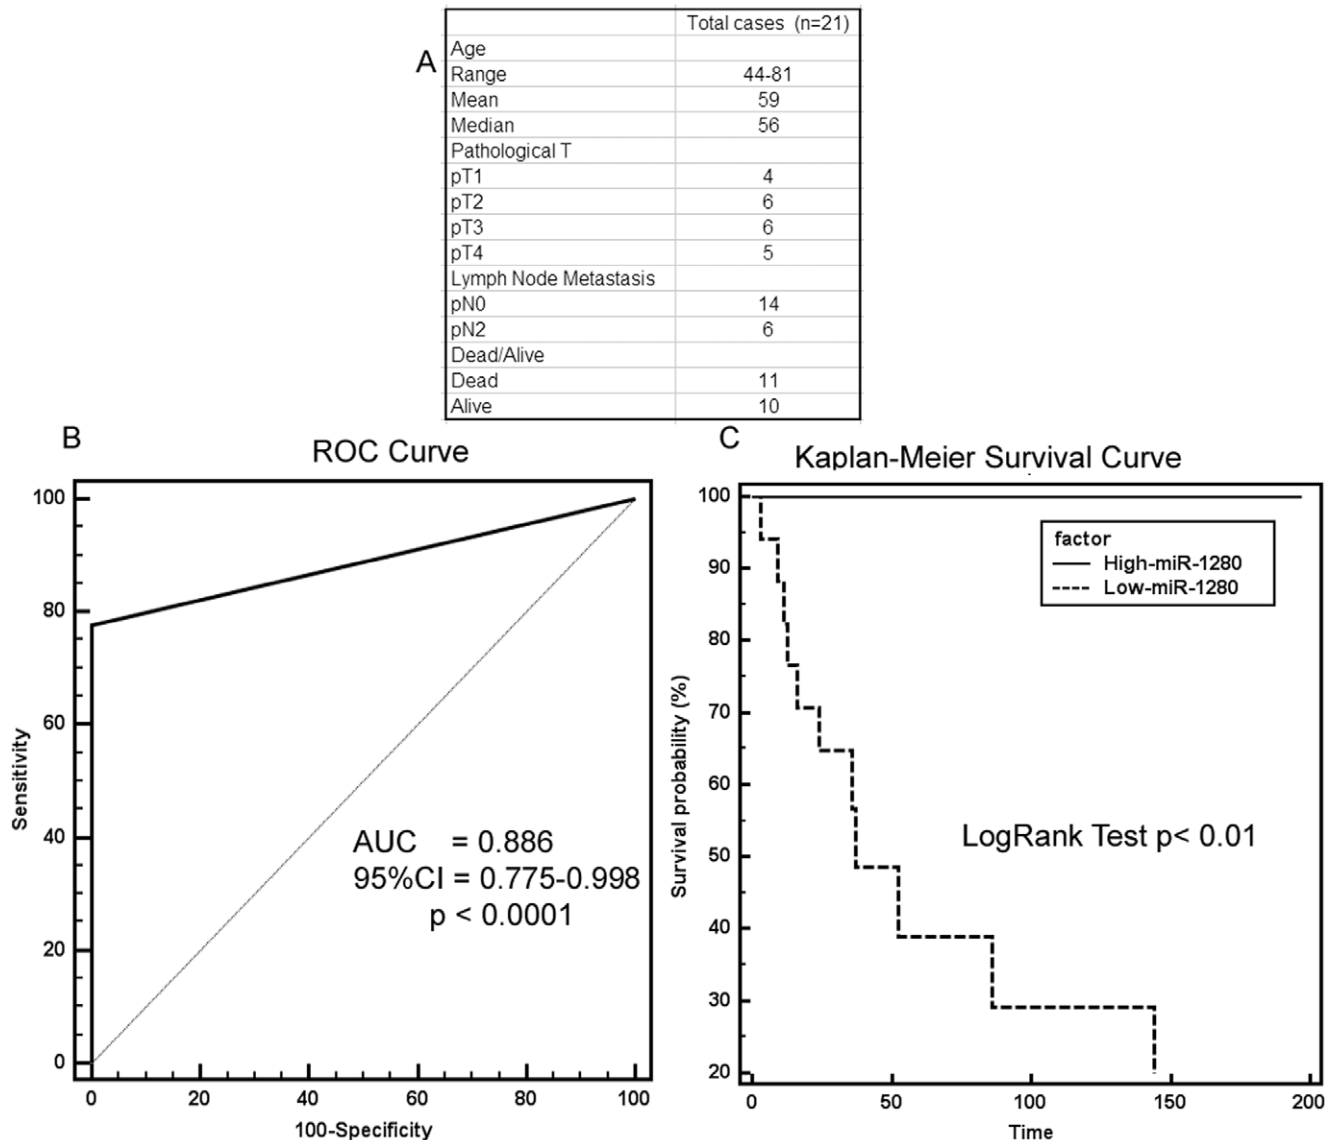 A
Total cases (n=21)
Age
Range 44-81
Mean 59
Median 56
Pathological T
pT1 4
pT2 6
pT3 6
pT4 5
Lymph Node Metastasis
pN0 14
pN2 6
Dead/Alive
Dead 11
Alive 10
B
ROC Curve
Sensitivity
100
80
60
40
20
0
AUC = 0.886
95%CI = 0.775-0.998
p < 0.0001
0 20 40 60 80 100
100-Specificity
C
Kaplan-Meier Survival Curve
Survival probability (%)
100
90
80
70
60
50
40
30
20
factor
High-miR-1280
Low-miR-1280
LogRank Test p< 0.01
0 50 100 150 200
Time